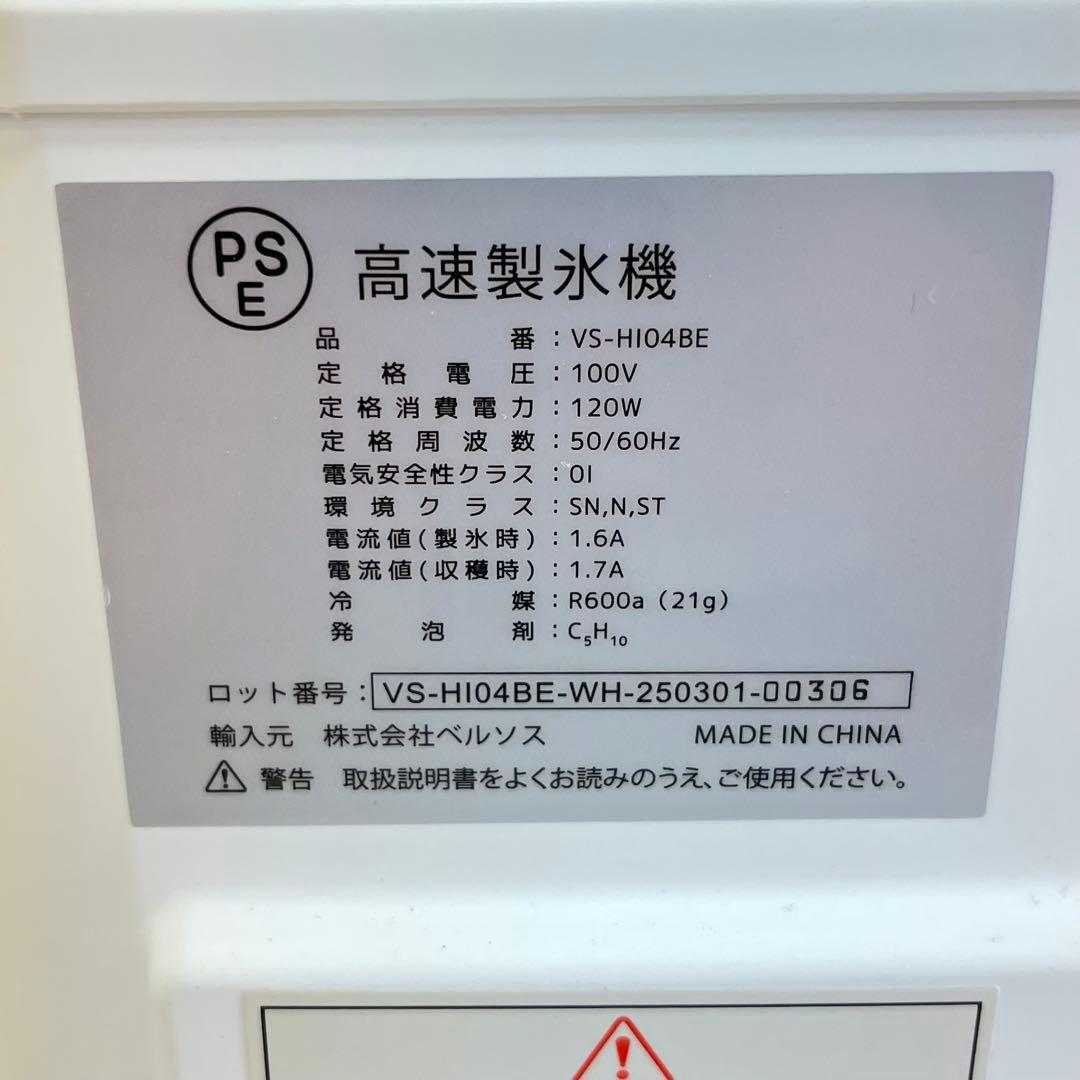 PSE 高速製氷機
品番：VS-HI04BE
定格電圧：100V
定格消費電力：120W
定格周波数：50/60Hz
電気安全性クラス：0I
環境クラス：SN,N,ST
電流値(製氷時)：1.6A
電流値(収穫時)：1.7A
冷媒：R600a（21g）
発泡剤：C₅H₁₀
ロット番号：VS-HI04BE-WH-250301-00306
輸入元 株式会社ベルソス MADE IN CHINA
警告 取扱説明書をよくお読みのうえ、ご使用ください。